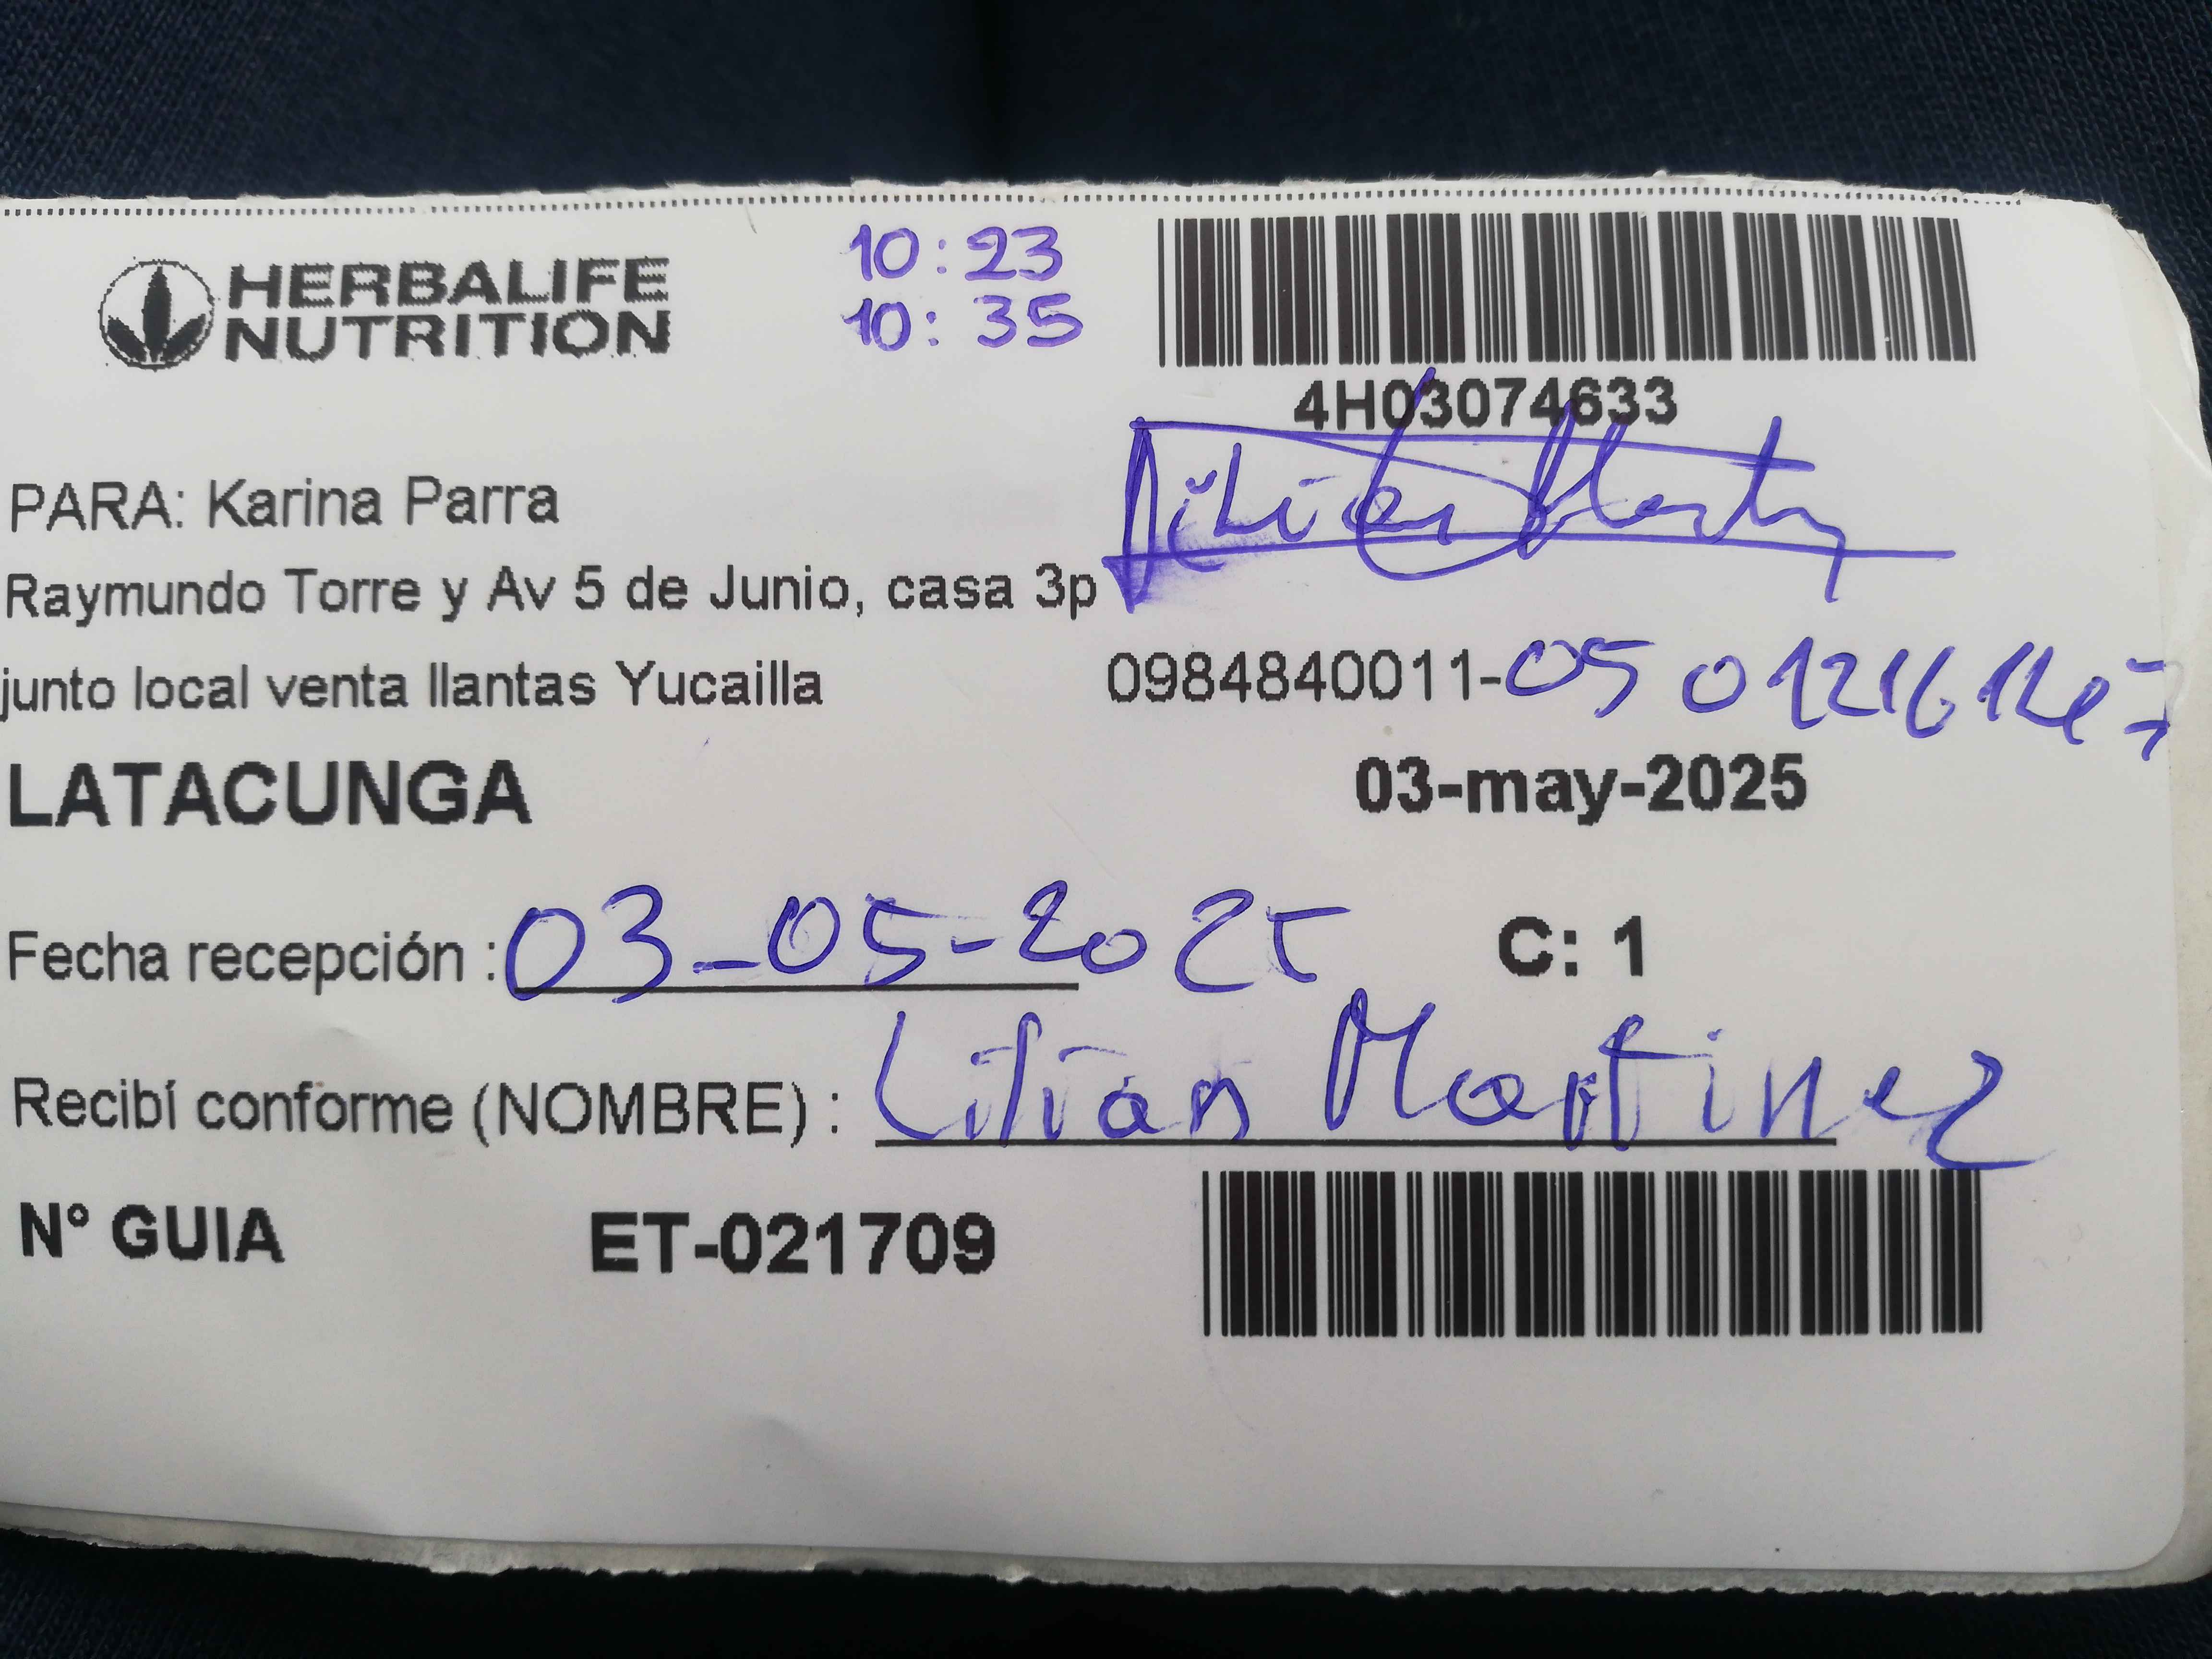 HERBALIFE
NUTRITION
10:23
10:35
4H03074633
PARA: Karina Parra
Raymundo Torre y Av 5 de Junio, casa 3p
junto local venta llantas Yucailla
0984840011-
LATACUNGA
03-may-2025
Fecha recepción : 03-05-2025
C: 1
Recibí conforme (NOMBRE) : Lilian Martinez
N° GUIA ET-021709